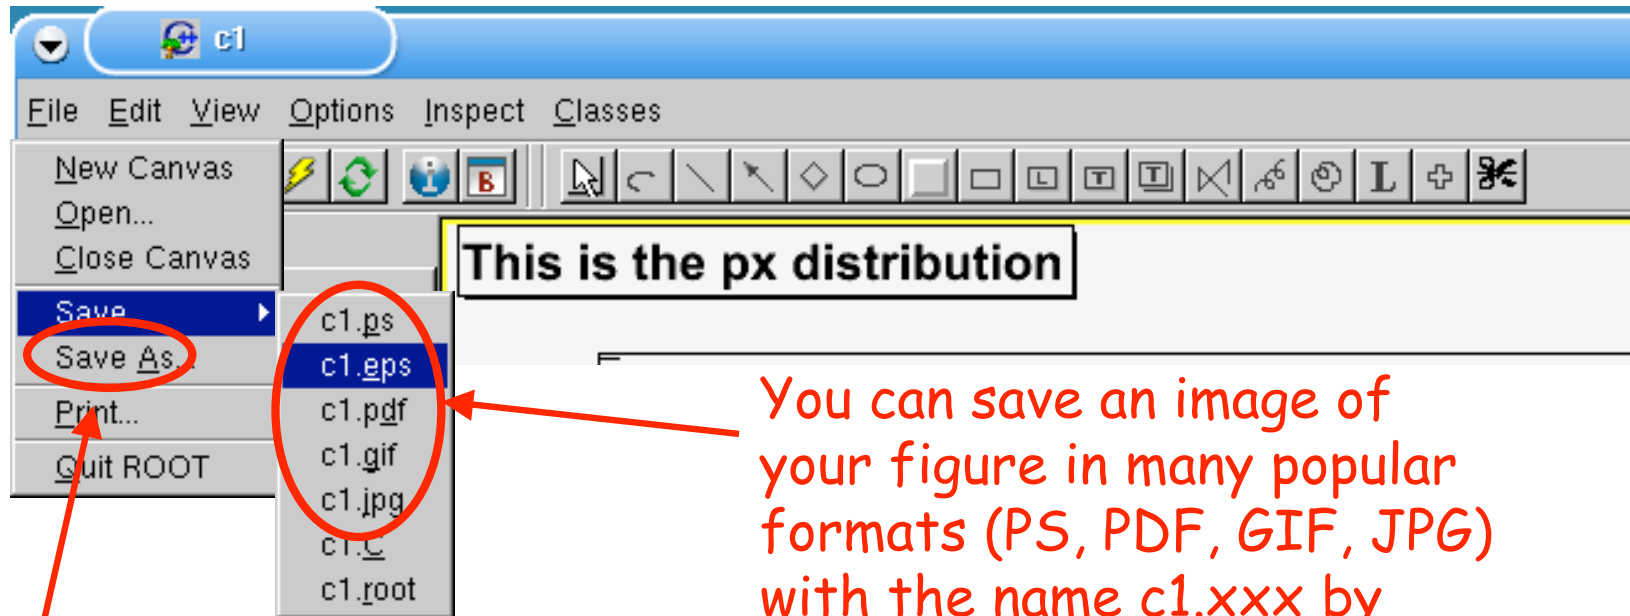 c1
File Edit View Options Inspect Classes
New Canvas
Open...
Close Canvas
Save
Save As...
Print...
Quit ROOT
c1.ps
c1.eps
c1.pdf
c1.gif
c1.jpg
c1.C
c1.root
B
L
T
T
L
This is the px distribution
You can save an image of
your figure in many popular
formats (PS, PDF, GIF, JPG)
with the name c1.xxx by